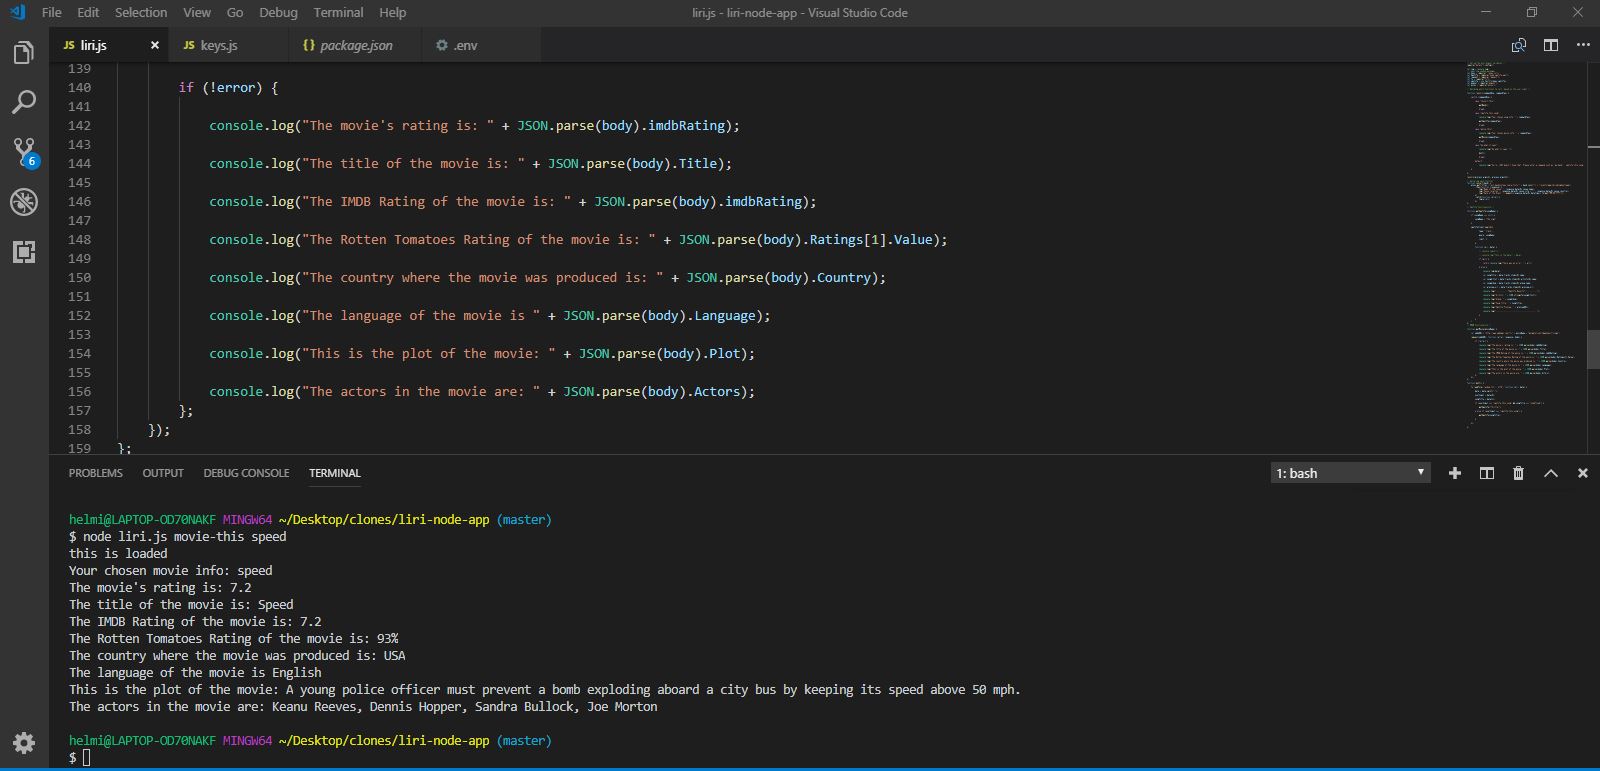 File Edit Selection View Go Debug Terminal Help liri.js - liri-node-app - Visual Studio Code
JS liri.js × JS keys.js {} package.json .env
139
140 if (!error) {
141
142 console.log("The movie's rating is: " + JSON.parse(body).imdbRating);
143
144 console.log("The title of the movie is: " + JSON.parse(body).Title);
145
146 console.log("The IMDB Rating of the movie is: " + JSON.parse(body).imdbRating);
147
148 console.log("The Rotten Tomatoes Rating of the movie is: " + JSON.parse(body).Ratings[1].Value);
149
150 console.log("The country where the movie was produced is: " + JSON.parse(body).Country);
151
152 console.log("The language of the movie is " + JSON.parse(body).Language);
153
154 console.log("This is the plot of the movie: " + JSON.parse(body).Plot);
155
156 console.log("The actors in the movie are: " + JSON.parse(body).Actors);
157 };
158 });
159 };
6
PROBLEMS OUTPUT DEBUG CONSOLE TERMINAL 1: bash
helmi@LAPTOP-OD70NAKF MINGW64 ~/Desktop/clones/liri-node-app (master)
$ node liri.js movie-this speed
this is loaded
Your chosen movie info: speed
The movie's rating is: 7.2
The title of the movie is: Speed
The IMDB Rating of the movie is: 7.2
The Rotten Tomatoes Rating of the movie is: 93%
The country where the movie was produced is: USA
The language of the movie is English
This is the plot of the movie: A young police officer must prevent a bomb exploding aboard a city bus by keeping its speed above 50 mph.
The actors in the movie are: Keanu Reeves, Dennis Hopper, Sandra Bullock, Joe Morton
helmi@LAPTOP-OD70NAKF MINGW64 ~/Desktop/clones/liri-node-app (master)
$